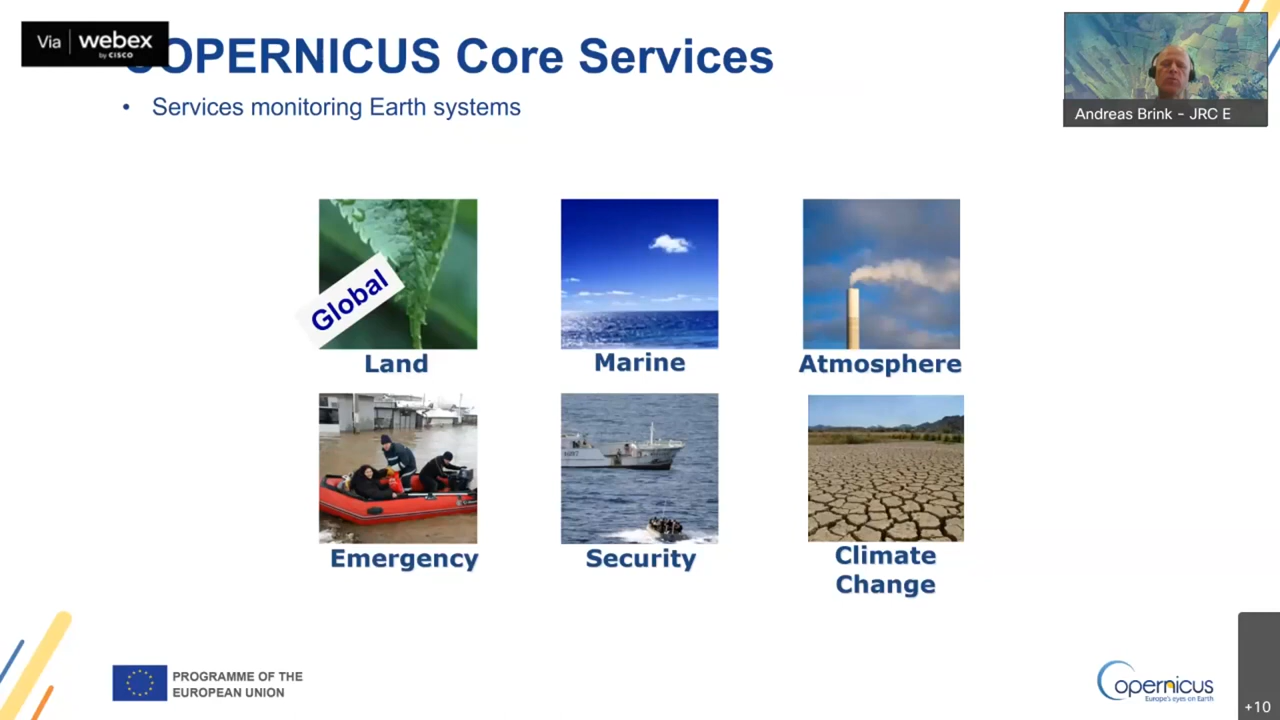 Via webex
by CISCO
OPERNICUS Core Services
• Services monitoring Earth systems
Andreas Brink - JRC E
Global
Land
Marine
Atmosphere
Emergency
Security
Climate
Change
PROGRAMME OF THE
EUROPEAN UNION
opernicus
Europe's eyes on Earth
+10